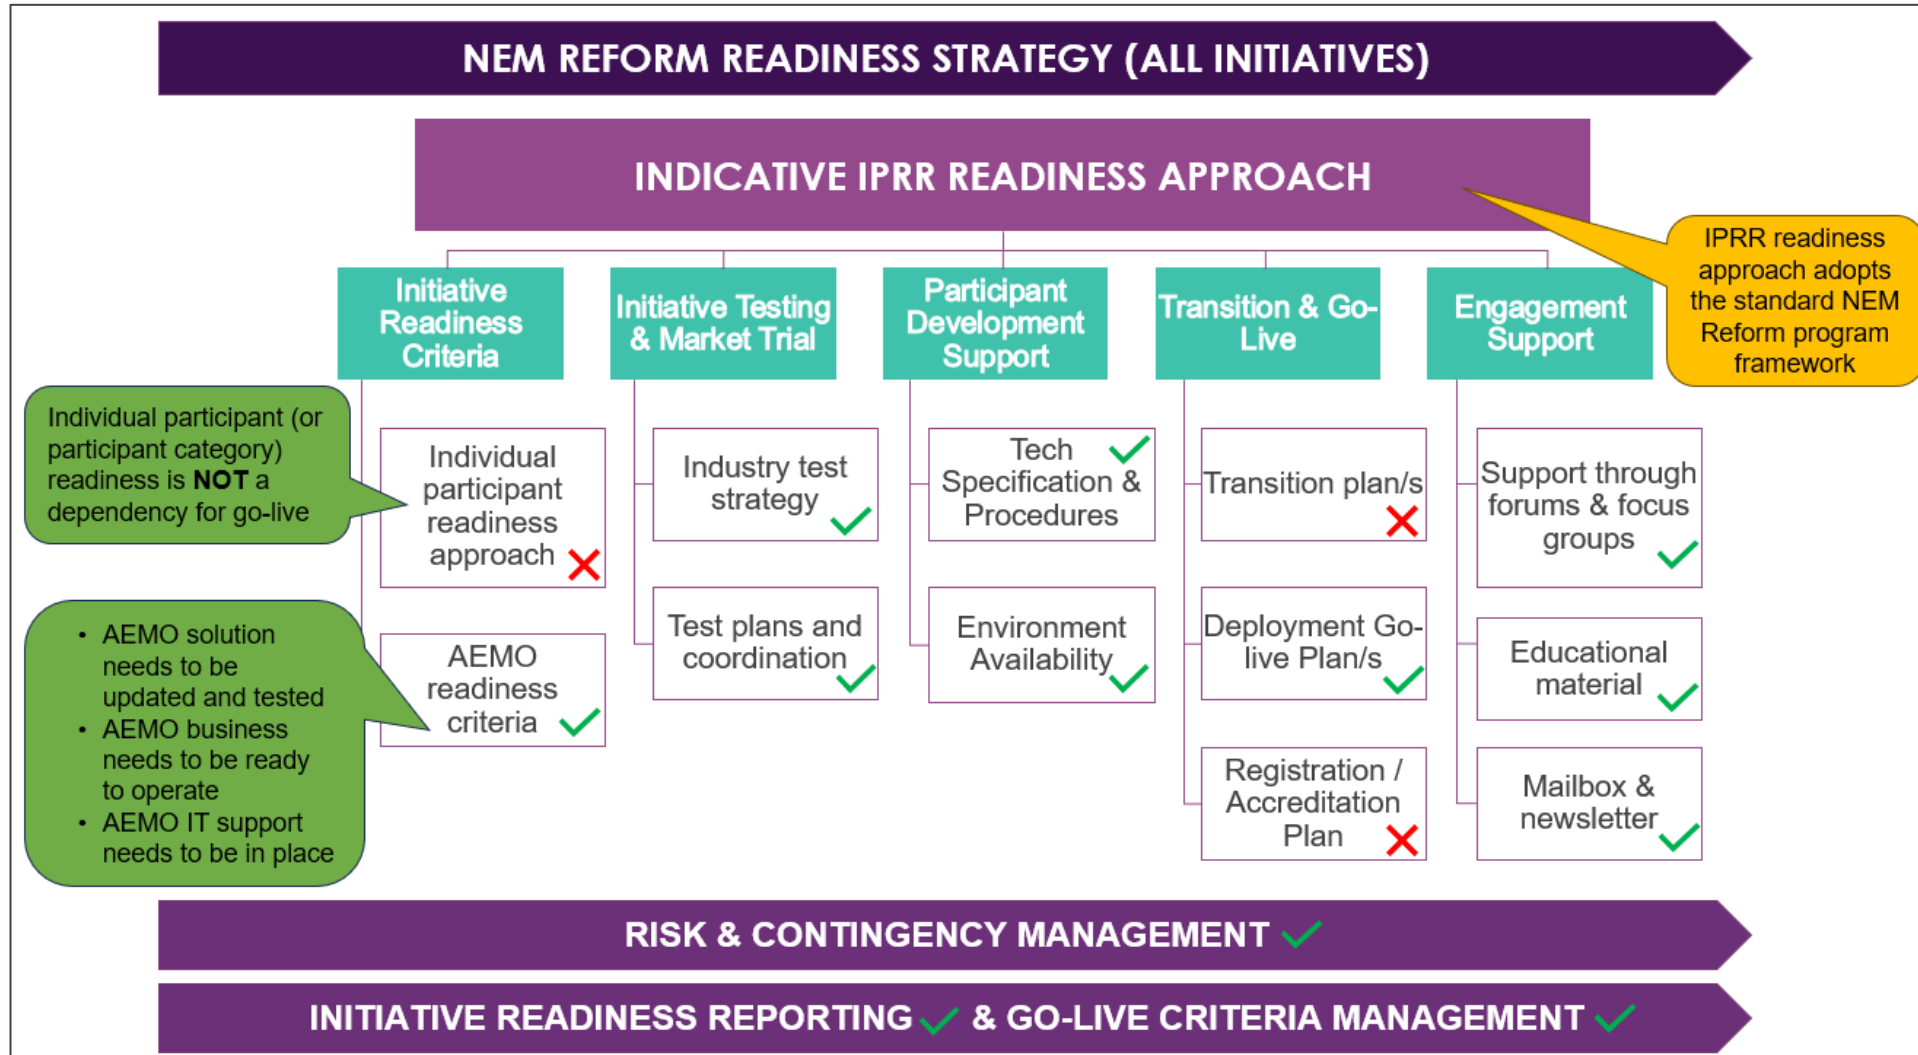 NEM REFORM READINESS STRATEGY (ALL INITIATIVES)
INDICATIVE IPRR READINESS APPROACH
IPRR readiness
approach adopts
the standard NEM
Reform program
framework
Initiative
Readiness
Criteria
Individual participant (or
participant category)
readiness is NOT a
dependency for go-live
Individual
participant
readiness
approach
• AEMO solution
needs to be
updated and tested
• AEMO business
needs to be ready
to operate
• AEMO IT support
needs to be in place
AEMO
readiness
criteria
Initiative Testing
& Market Trial
Industry test
strategy
Test plans and
coordination
Participant
Development
Support
Tech
Specification &
Procedures
Environment
Availability
Transition & Go-
Live
Transition plan/s
Deployment Go-
live Plan/s
Registration /
Accreditation
Plan
Engagement
Support
Support through
forums & focus
groups
Educational
material
Mailbox &
newsletter
RISK & CONTINGENCY MANAGEMENT
INITIATIVE READINESS REPORTING & GO-LIVE CRITERIA MANAGEMENT